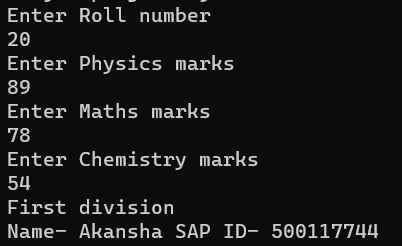 Enter Roll number
20
Enter Physics marks
89
Enter Maths marks
78
Enter Chemistry marks
54
First division
Name- Akansha SAP ID- 500117744